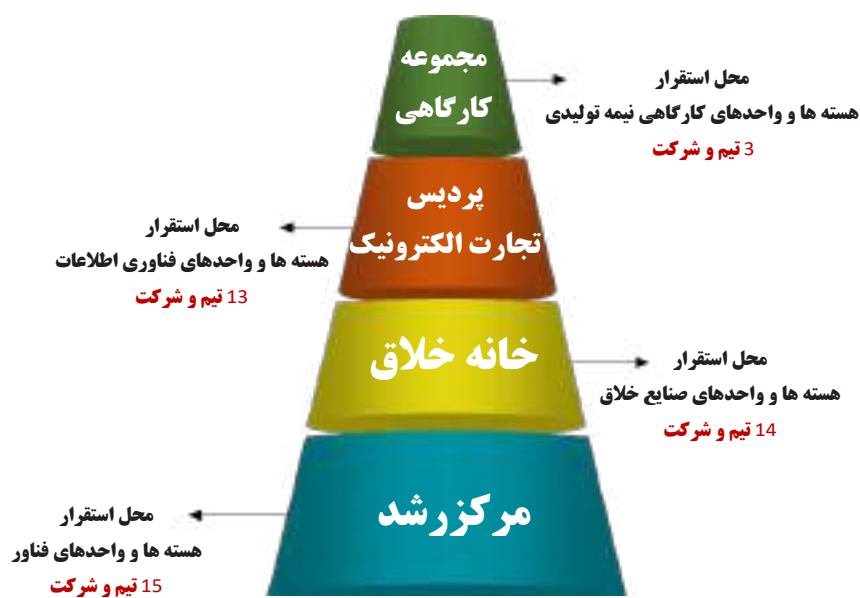 مجموعه
کارگاهی
محل استقرار
هسته ها و واحدهای کارگاهی نیمه تولیدی
3 تیم و شرکت
پردیس
تجارت الکترونیک
محل استقرار
هسته ها و واحدهای فناوری اطلاعات
13 تیم و شرکت
خانه خلاق
محل استقرار
هسته ها و واحدهای صنایع خلاق
14 تیم و شرکت
مرکزرشد
محل استقرار
هسته ها و واحدهای فناور
15 تیم و شرکت